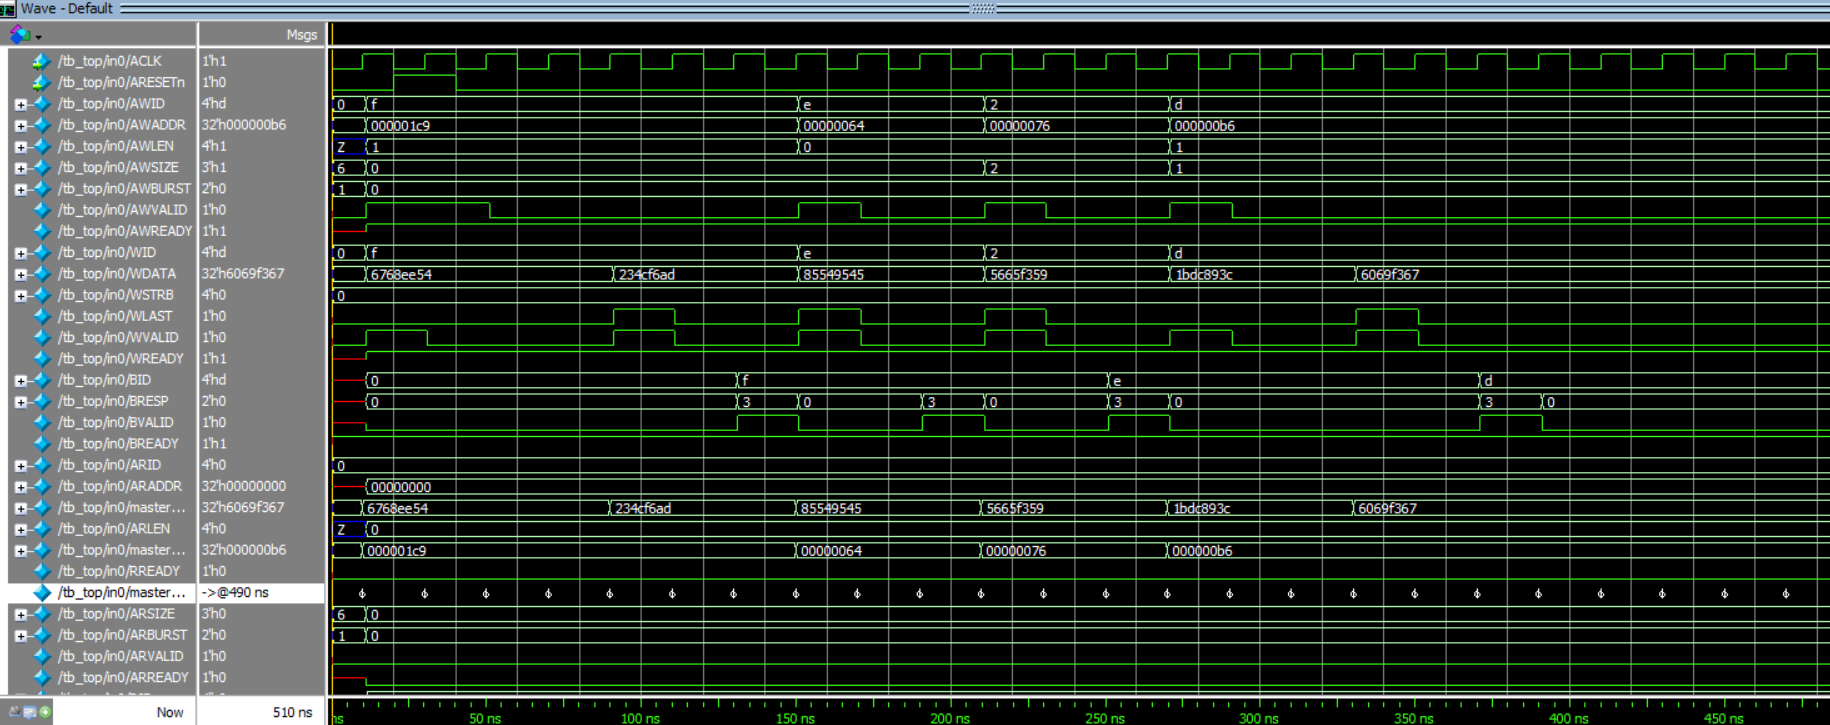 Wave - Default
Msgs
/tb_top/in0/ACLK 1'h1
/tb_top/in0/ARESETn 1'h0
/tb_top/in0/AWID 4'hd 0 f e 2 d
/tb_top/in0/AWADDR 32'h000000b6 000001c9 00000064 00000076 000000b6
/tb_top/in0/AWLEN 4'h1 Z 1 0 1
/tb_top/in0/AWSIZE 3'h1 6 0 2 1
/tb_top/in0/AWBURST 2'h0 1 0
/tb_top/in0/AWVALID 1'h0
/tb_top/in0/AWREADY 1'h1
/tb_top/in0/WID 4'hd 0 f e 2 d
/tb_top/in0/WDATA 32'h6069f367 6768ee54 234cf6ad 85549545 5665f359 1bdc893c 6069f367
/tb_top/in0/WSTRB 4'h0 0
/tb_top/in0/WLAST 1'h0
/tb_top/in0/WVALID 1'h0
/tb_top/in0/WREADY 1'h1
/tb_top/in0/BID 4'hd 0 f e d
/tb_top/in0/BRESP 2'h0 0 3 0 3 0 3 0 3 0
/tb_top/in0/BVALID 1'h0
/tb_top/in0/BREADY 1'h1
/tb_top/in0/ARID 4'h0 0
/tb_top/in0/ARADDR 32'h00000000 00000000
/tb_top/in0/master... 32'h6069f367 6768ee54 234cf6ad 85549545 5665f359 1bdc893c 6069f367
/tb_top/in0/ARLEN 4'h0 Z 0
/tb_top/in0/master... 32'h000000b6 000001c9 00000064 00000076 000000b6
/tb_top/in0/RREADY 1'h0
/tb_top/in0/master... ->@490 ns
/tb_top/in0/ARSIZE 3'h0 6 0
/tb_top/in0/ARBURST 2'h0 1 0
/tb_top/in0/ARVALID 1'h0
/tb_top/in0/ARREADY 1'h0
Now 510 ns ns 50 ns 100 ns 150 ns 200 ns 250 ns 300 ns 350 ns 400 ns 450 ns